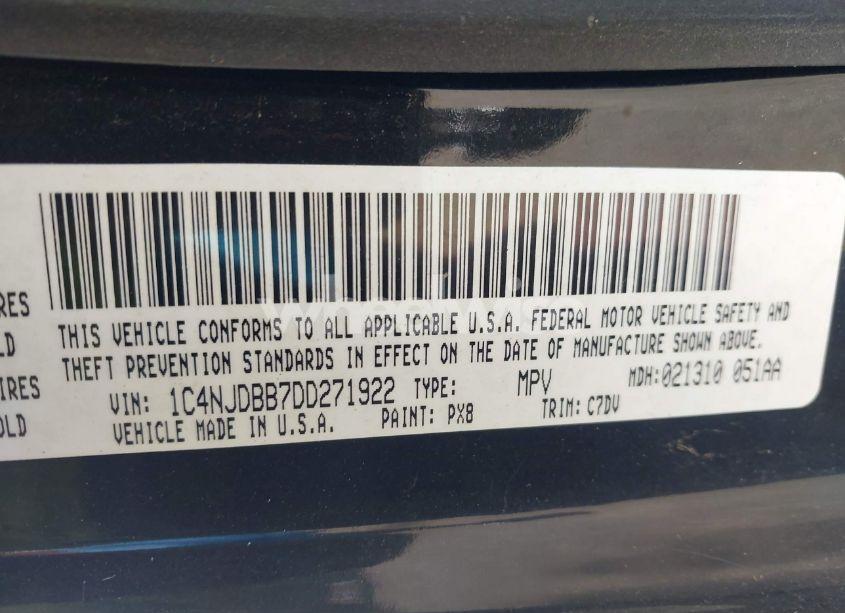 IRES
LD
IRES
OLD
THIS VEHICLE CONFORMS TO ALL APPLICABLE U.S.A. FEDERAL MOTOR VEHICLE SAFETY AND
THEFT PREVENTION STANDARDS IN EFFECT ON THE DATE OF MANUFACTURE SHOWN ABOVE.
VIN: 1C4NJDBB7DD271922 TYPE: MPV MDH:021310 051AA
VEHICLE MADE IN U.S.A. PAINT: PX8 TRIM: C7DV